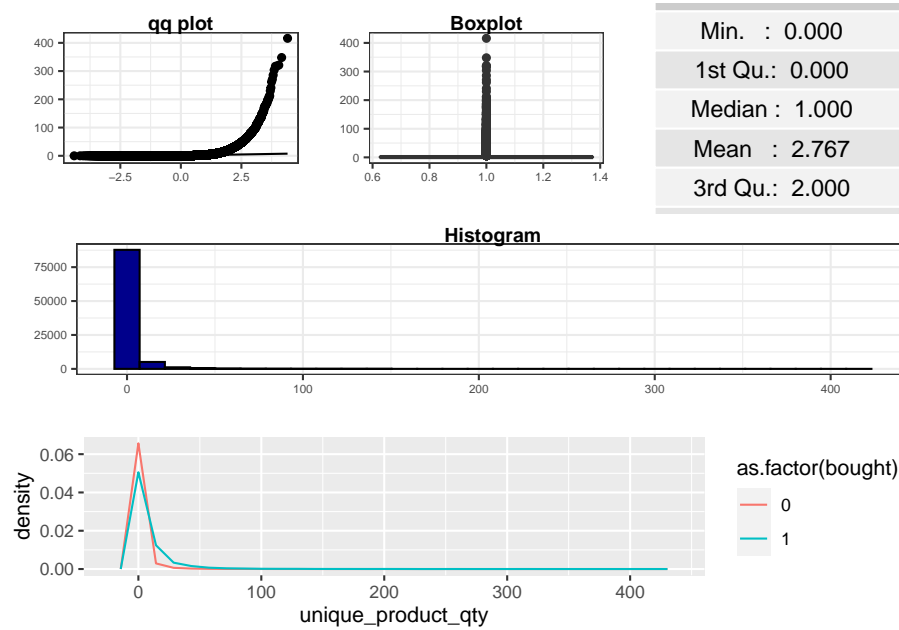 qq plot
400
300
200
100
0
−2.5 0.0 2.5
Boxplot
400
300
200
100
0
0.6 0.8 1.0 1.2 1.4
Min. : 0.000
1st Qu.: 0.000
Median : 1.000
Mean : 2.767
3rd Qu.: 2.000
Histogram
75000
50000
25000
0
0 100 200 300 400
density
0.06
0.04
0.02
0.00
0 100 200 300 400
unique_product_qty
as.factor(bought)
0
1